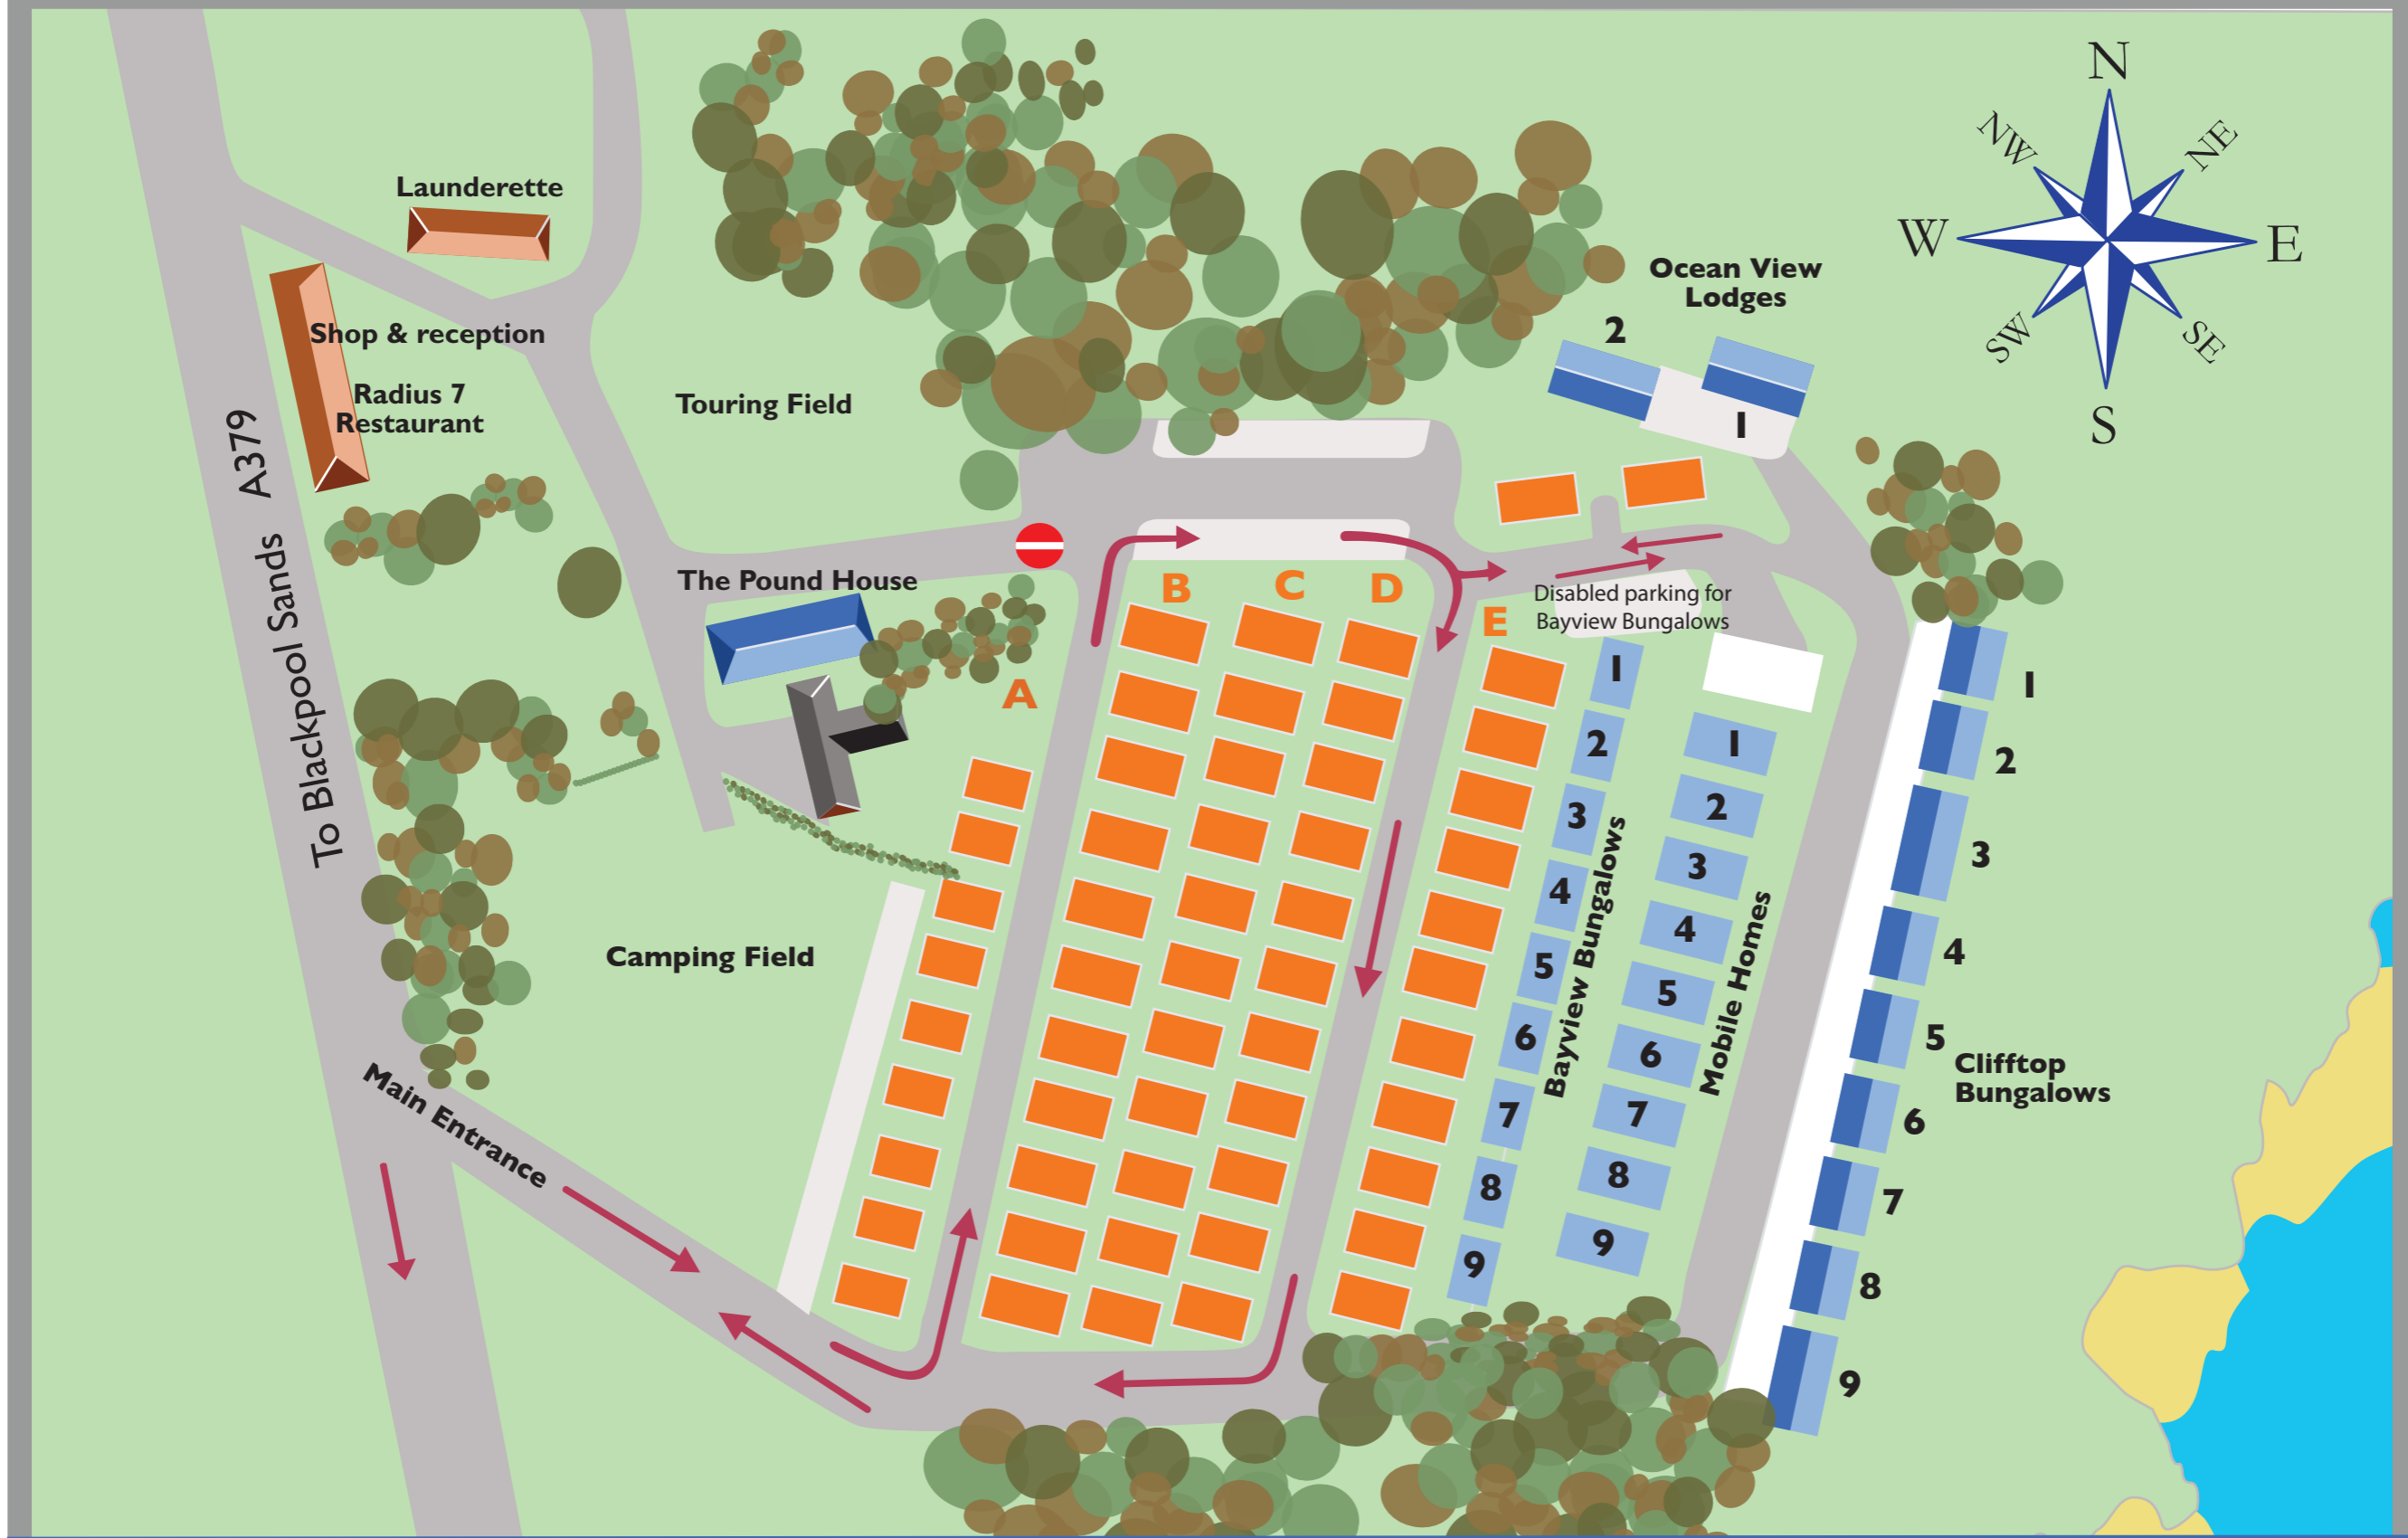 N
NW
NE
W
E
SW
SE
S
Launderette
Shop & reception
Radius 7
Restaurant
A379
To Blackpool Sands
Touring Field
Ocean View
Lodges
2
1
The Pound House
Disabled parking for
Bayview Bungalows
A
B
C
D
E
1
2
3
4
5
6
7
8
9
Bayview Bungalows
1
2
3
4
5
6
7
8
9
Mobile Homes
1
2
3
4
5
6
7
8
9
Clifftop
Bungalows
Camping Field
Main Entrance